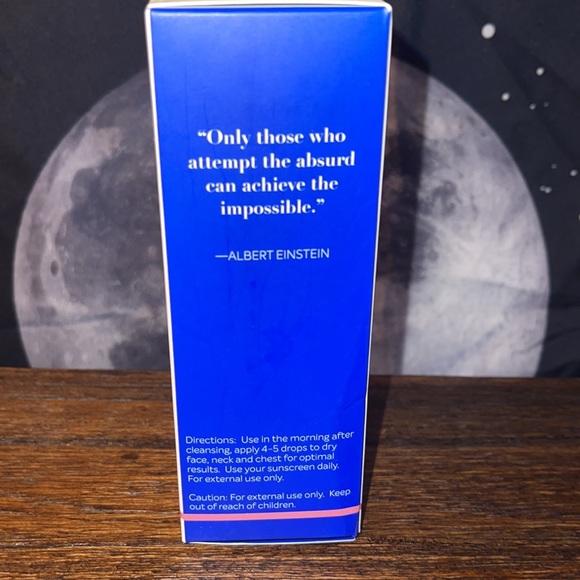 “Only those who
attempt the absurd
can achieve the
impossible.”
—ALBERT EINSTEIN
Directions: Use in the morning after
cleansing, apply 4-5 drops to dry
face, neck and chest for optimal
results. Use your sunscreen daily.
For external use only.
Caution: For external use only. Keep
out of reach of children.